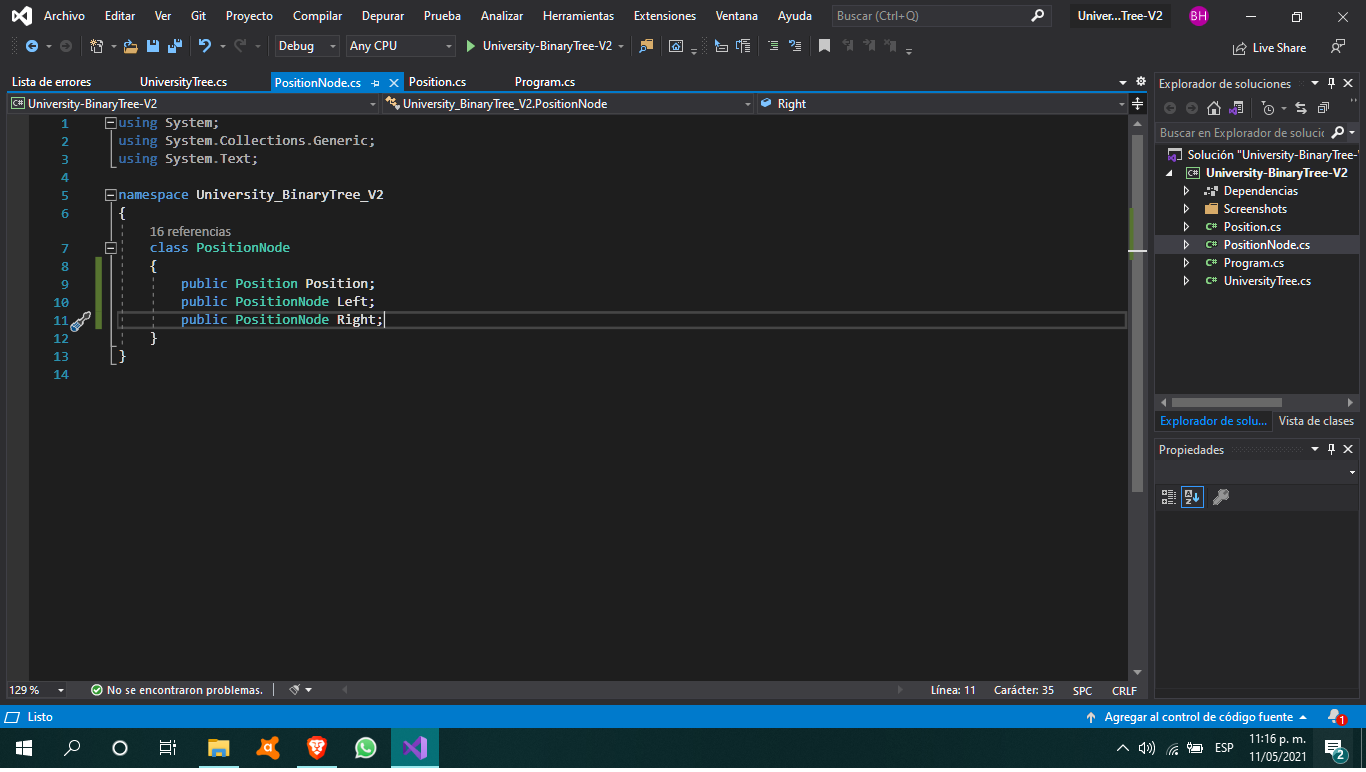 Archivo Editar Ver Git Proyecto Compilar Depurar Prueba Analizar Herramientas Extensiones Ventana Ayuda Buscar (Ctrl+Q) Univer...Tree-V2 BH
Debug Any CPU University-BinaryTree-V2 Live Share
Lista de errores UniversityTree.cs PositionNode.cs Position.cs Program.cs
University-BinaryTree-V2 University_BinaryTree_V2.PositionNode Right
1 using System;
2 using System.Collections.Generic;
3 using System.Text;
4
5 namespace University_BinaryTree_V2
6 {
16 referencias
7 class PositionNode
8 {
9 public Position Position;
10 public PositionNode Left;
11 public PositionNode Right;
12 }
13 }
14
129 % No se encontraron problemas. Línea: 11 Carácter: 35 SPC CRLF
Explorador de soluciones
Buscar en Explorador de solucio
Solución "University-BinaryTree-
University-BinaryTree-V2
Dependencias
Screenshots
Position.cs
PositionNode.cs
Program.cs
UniversityTree.cs
Explorador de solu... Vista de clases
Propiedades
Listo Agregar al control de código fuente 1
ESP 11:16 p. m.
11/05/2021
2